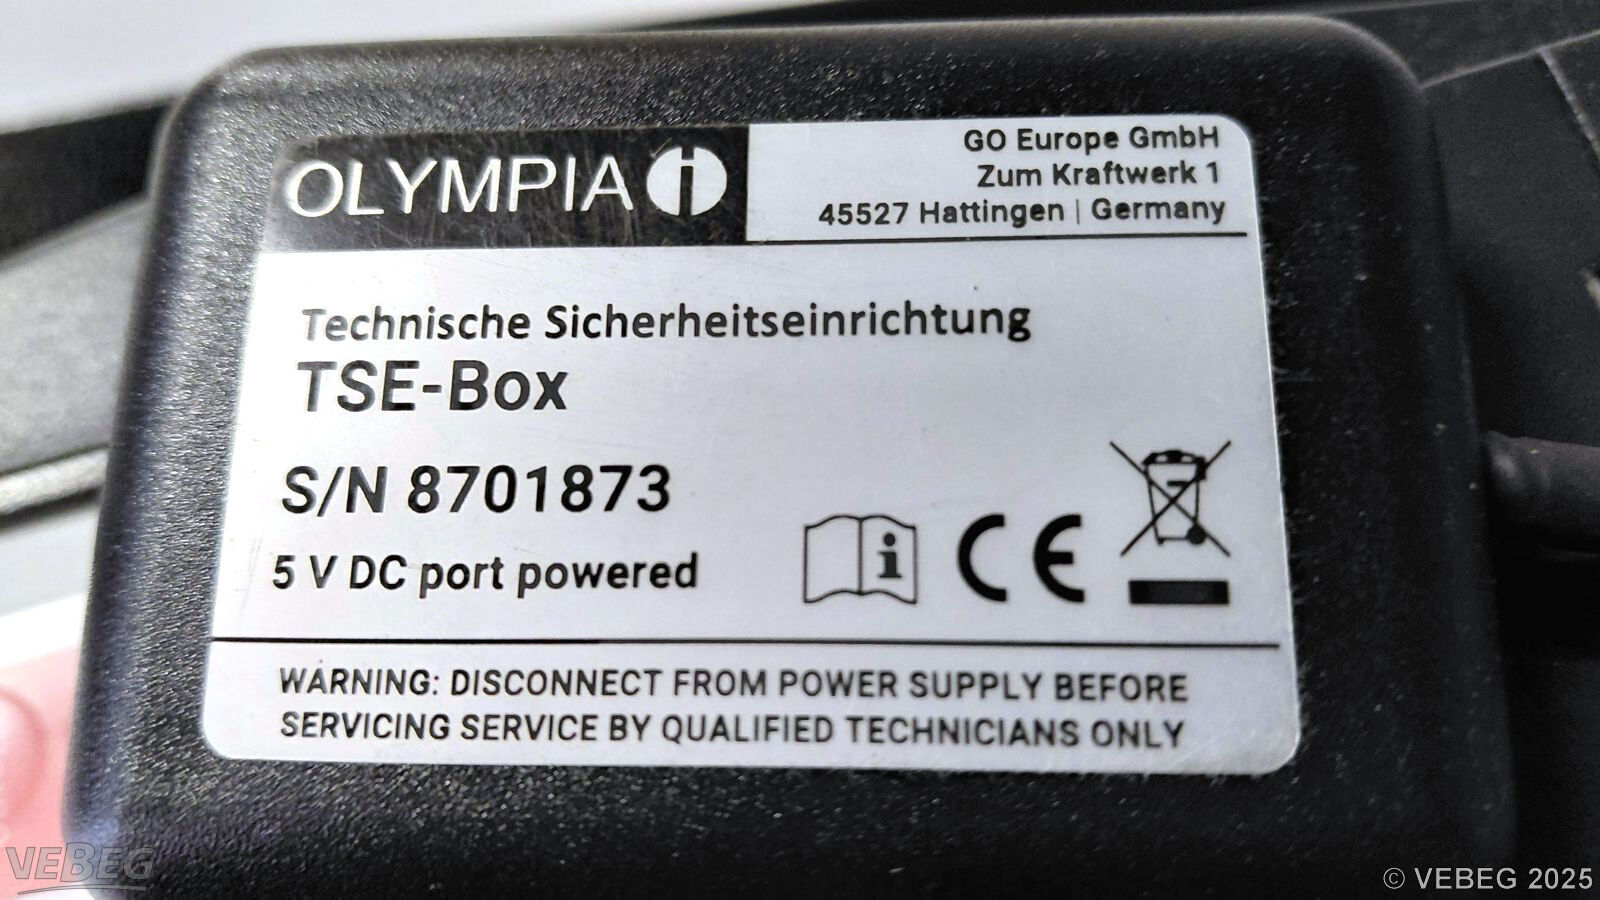 OLYMPIA
GO Europe GmbH
Zum Kraftwerk 1
45527 Hattingen | Germany
Technische Sicherheitseinrichtung
TSE-Box
S/N 8701873
5 V DC port powered
i
CE
WARNING: DISCONNECT FROM POWER SUPPLY BEFORE
SERVICING SERVICE BY QUALIFIED TECHNICIANS ONLY
VEBEG
© VEBEG 2025